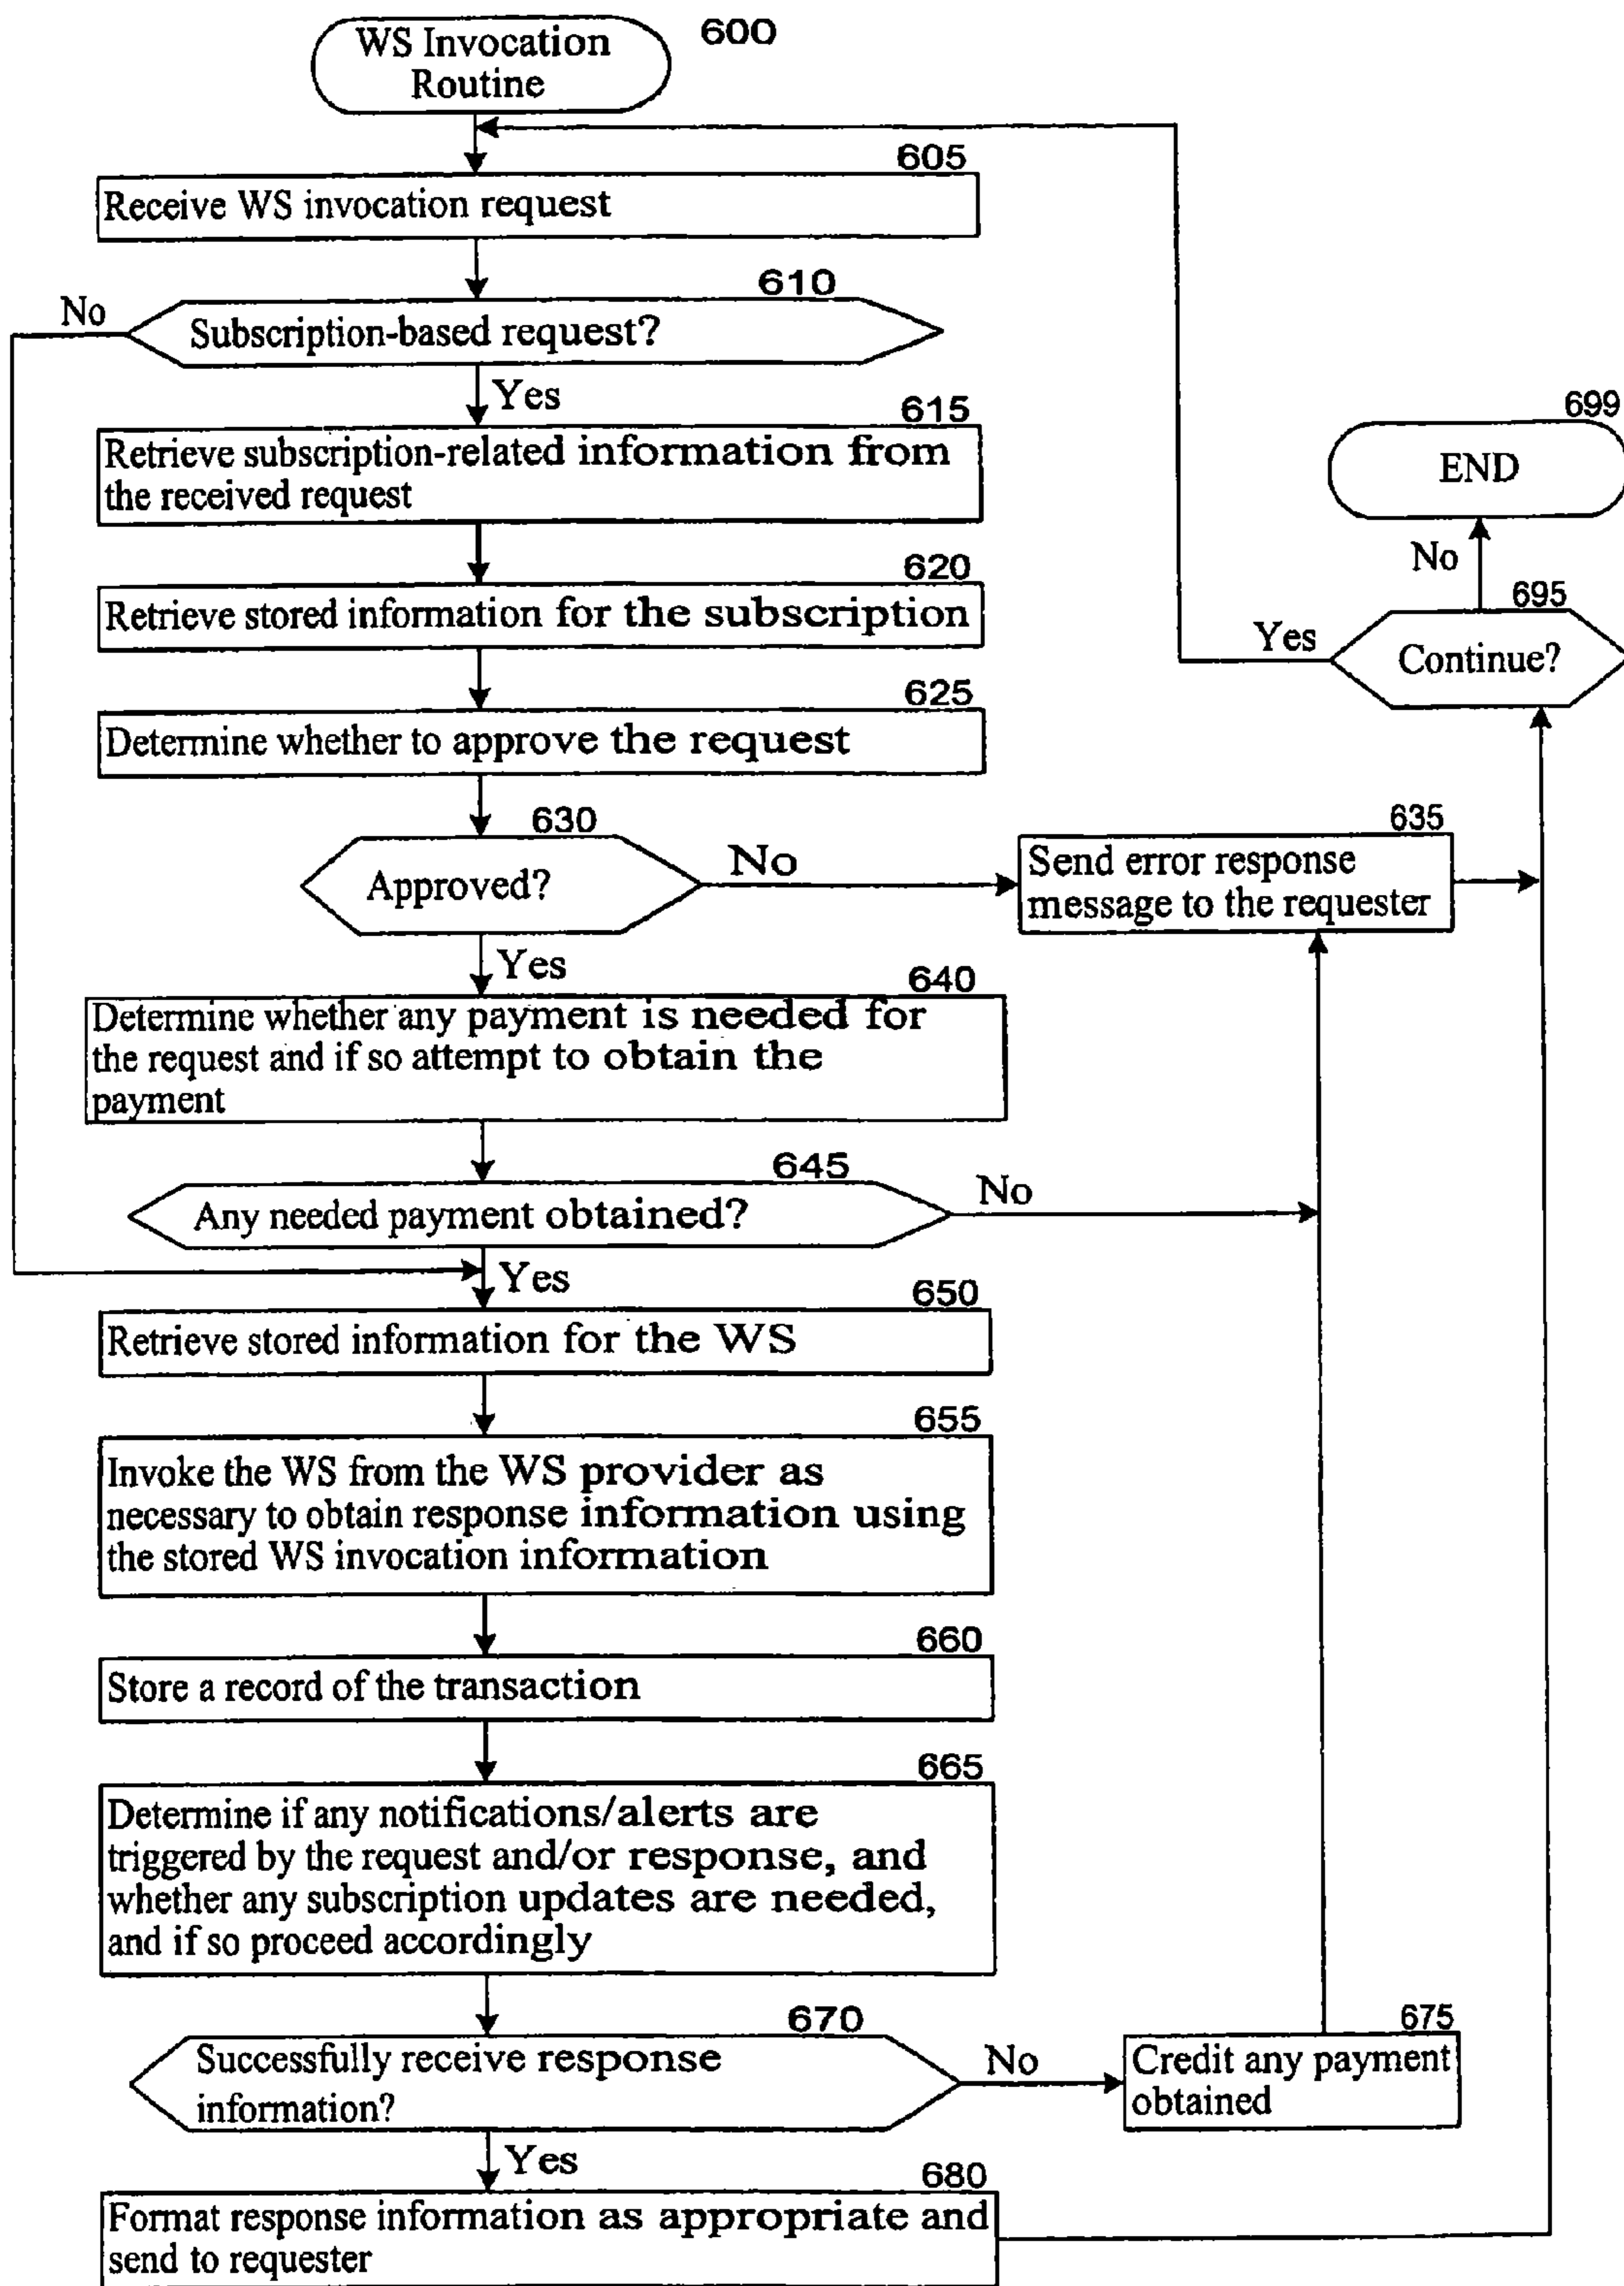 WS Invocation
Routine
600
605
Receive WS invocation request
610
No
Subscription-based request?
Yes
615
Retrieve subscription-related information from
the received request
699
END
No
620
Retrieve stored information for the subscription
695
Yes
Continue?
625
Determine whether to approve the request
630
Approved?
No
635
Send error response
message to the requester
Yes
640
Determine whether any payment is needed for
the request and if so attempt to obtain the
payment
645
Any needed payment obtained?
No
Yes
650
Retrieve stored information for the WS
655
Invoke the WS from the WS provider as
necessary to obtain response information using
the stored WS invocation information
660
Store a record of the transaction
665
Determine if any notifications/alerts are
triggered by the request and/or response, and
whether any subscription updates are needed,
and if so proceed accordingly
670
Successfully receive response
information?
No
675
Credit any payment
obtained
Yes
680
Format response information as appropriate and
send to requester